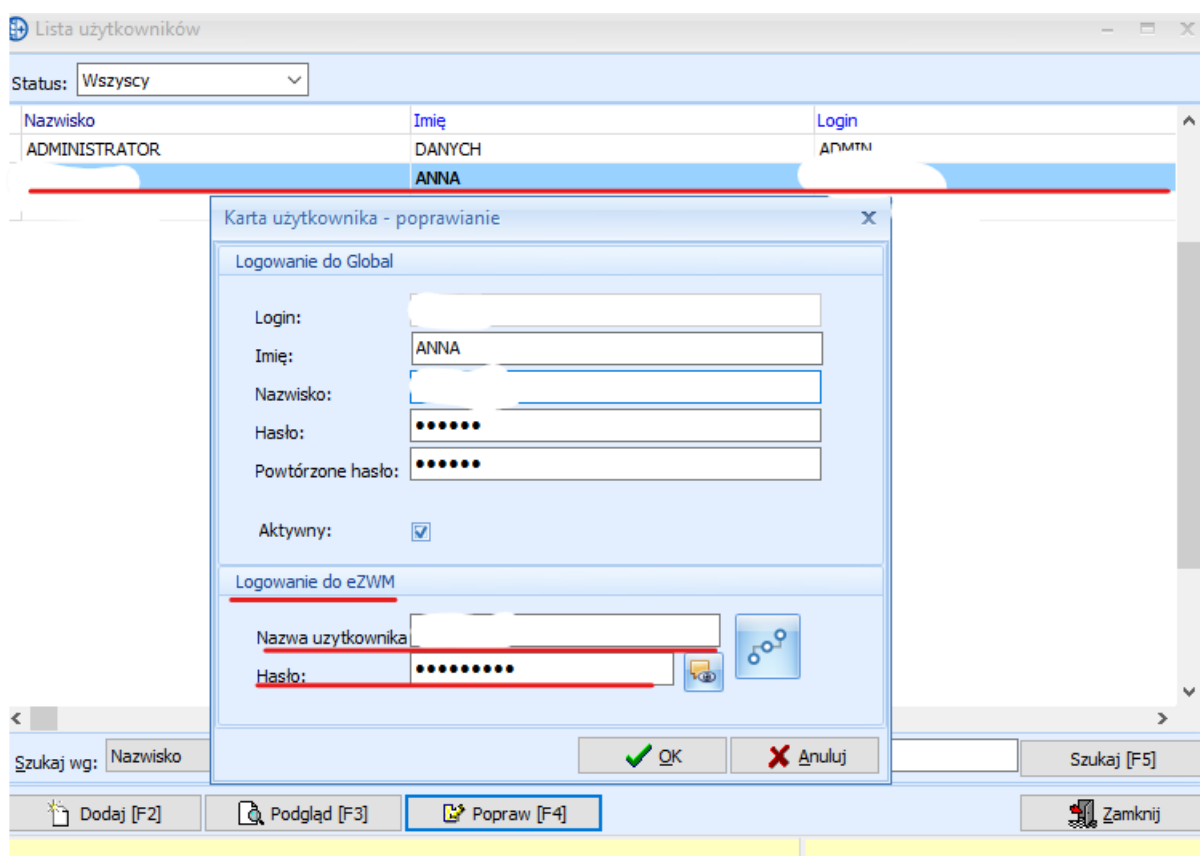 Lista użytkowników
Status: Wszyscy
Nazwisko Imię Login
ADMINISTRATOR DANYCH ADMIN
ANNA
Karta użytkownika - poprawianie
Logowanie do Global
Login:
Imię: ANNA
Nazwisko:
Hasło: ••••••
Powtórzone hasło: ••••••
Aktywny:
Logowanie do eZWM
Nazwa uzytkownika
Hasło: •••••••••
OK Anuluj
Szukaj wg: Nazwisko Szukaj [F5]
Dodaj [F2] Podgląd [F3] Popraw [F4] Zamknij